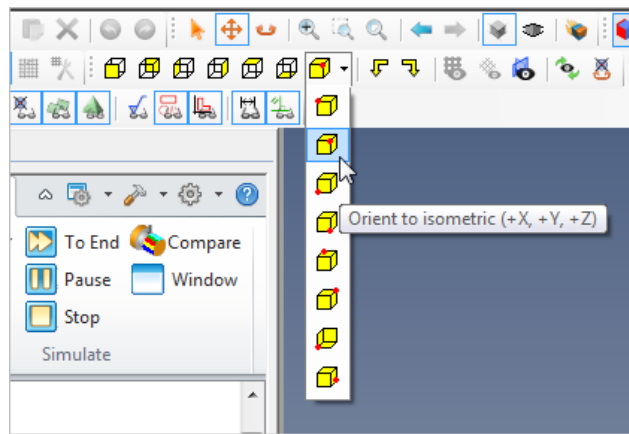 Orient to isometric (+X, +Y, +Z)
To End Compare
Pause Window
Stop
Simulate